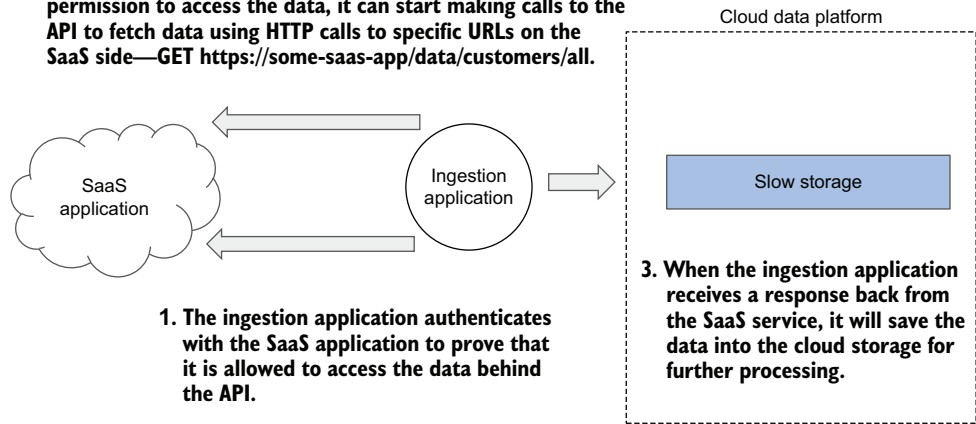 permission to access the data, it can start making calls to the
API to fetch data using HTTP calls to specific URLs on the
SaaS side—GET https://some-saas-app/data/customers/all.
Cloud data platform
SaaS
application
Ingestion
application
Slow storage
1. The ingestion application authenticates
with the SaaS application to prove that
it is allowed to access the data behind
the API.
3. When the ingestion application
receives a response back from
the SaaS service, it will save the
data into the cloud storage for
further processing.